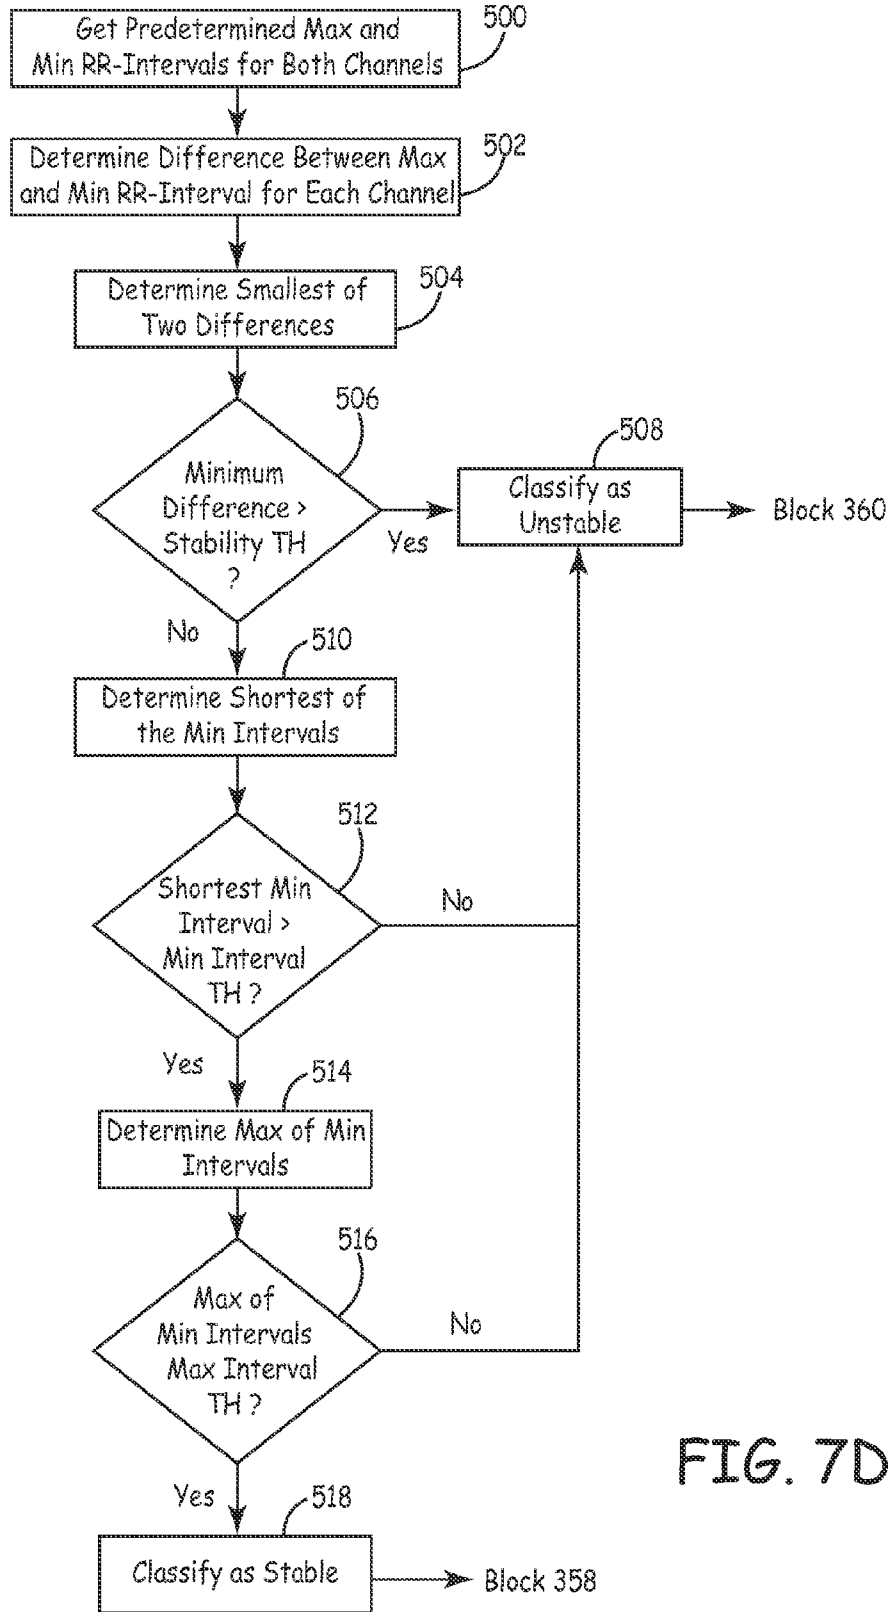 500
Get Predetermined Max and
Min RR-Intervals for Both Channels
502
Determine Difference Between Max
and Min RR-Interval for Each Channel
504
Determine Smallest of
Two Differences
506
Minimum
Difference >
Stability TH
?
Yes
508
Classify as
Unstable
Block 360
No
510
Determine Shortest of
the Min Intervals
512
Shortest Min
Interval >
Min Interval
TH ?
No
Yes
514
Determine Max of Min
Intervals
516
Max of
Min Intervals
Max Interval
TH ?
No
Yes
518
Classify as Stable
Block 358
FIG. 7D